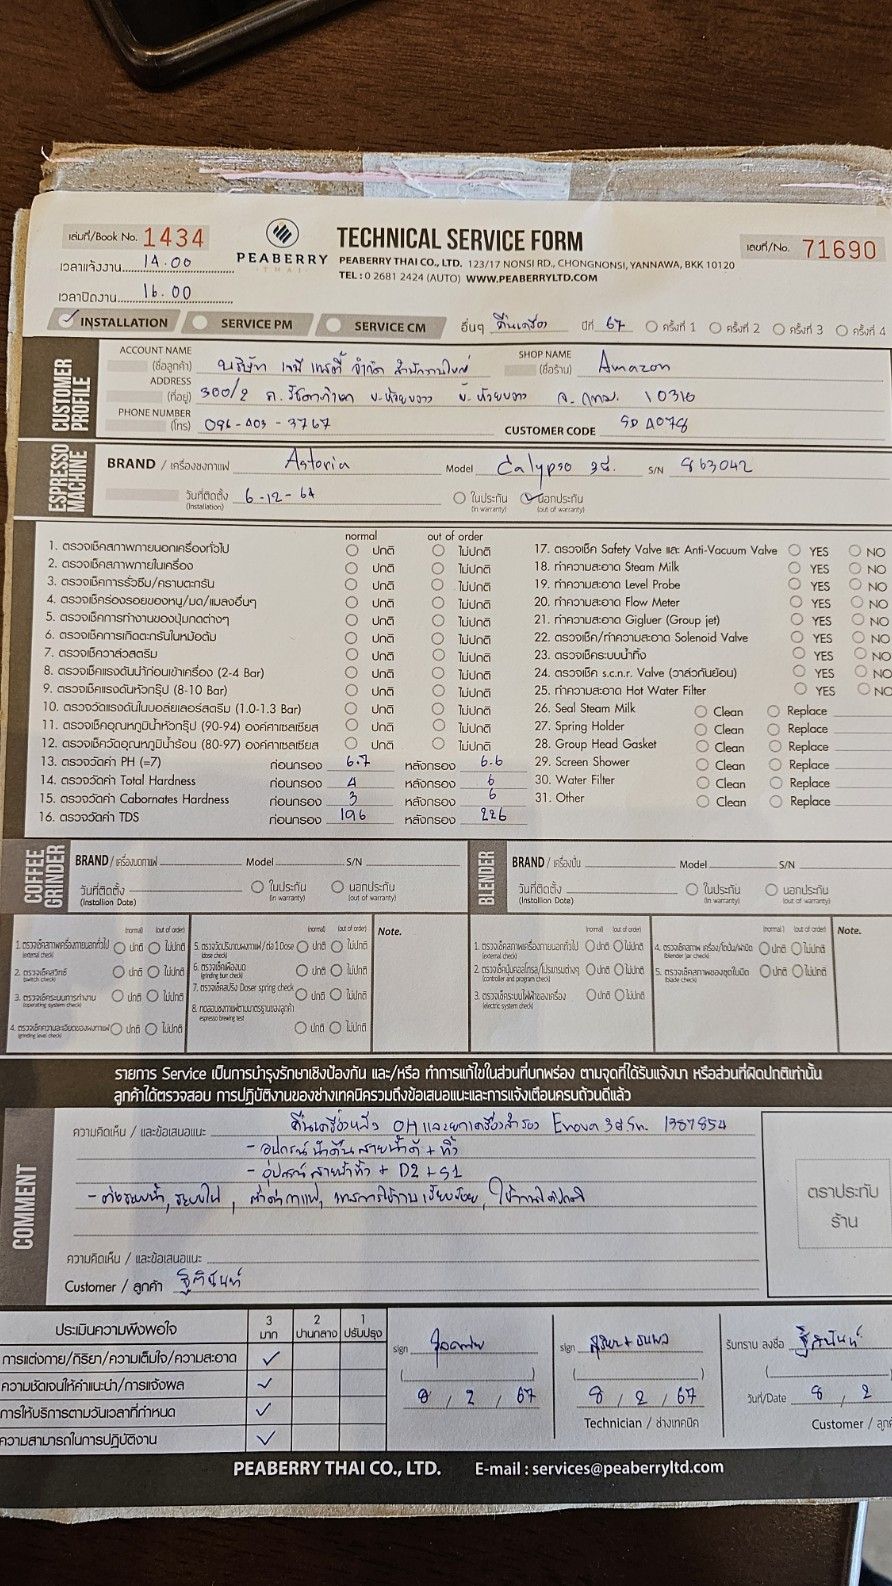 เล่มที่/Book No. 1434
PEABERRY
THAI
TECHNICAL SERVICE FORM
เลขที่/No. 71690
เวลาแจ้งงาน 14.00
PEABERRY THAI CO., LTD. 123/17 NONSI RD., CHONGNONSI, YANNAWA, BKK 10120
เวลาปิดงาน 16.00
TEL : 0 2681 2424 (AUTO) WWW.PEABERRYLTD.COM
INSTALLATION SERVICE PM SERVICE CM อื่นๆ คืนเครื่อง ปีที่ 67 ครั้งที่ 1 ครั้งที่ 2 ครั้งที่ 3 ครั้งที่ 4
CUSTOMER PROFILE
ACCOUNT NAME (ชื่อลูกค้า) บริษัท เจมี จำกัด สำนักงานใหญ่ SHOP NAME (ชื่อร้าน) Amazon
ADDRESS (ที่อยู่) 300/2 ถ. รัชดาภิเษก ข. ห้วยขวาง จ. กทม. 10310
PHONE NUMBER (โทร) 096-403-3767 CUSTOMER CODE
ESPRESSO MACHINE
BRAND / เครื่องชงกาแฟ Astoria Model Calypso S/N 863042
วันที่ติดตั้ง (Installation) 6-12-61 ในประกัน (in warranty) นอกประกัน (out of warranty)
normal out of order
1. ตรวจเช็คสภาพภายนอกเครื่องทั่วไป ปกติ ไม่ปกติ
2. ตรวจเช็คสภาพภายในเครื่อง ปกติ ไม่ปกติ
3. ตรวจเช็คการรั่วซึม/คราบตะกรัน ปกติ ไม่ปกติ
4. ตรวจเช็คร่องรอยของหนู/มด/แมลงอื่นๆ ปกติ ไม่ปกติ
5. ตรวจเช็คการทำงานของปุ่มกดต่างๆ ปกติ ไม่ปกติ
6. ตรวจเช็คการเกิดตะกรันในหม้อต้ม ปกติ ไม่ปกติ
7. ตรวจเช็ควาล์วสตรีม ปกติ ไม่ปกติ
8. ตรวจเช็คแรงดันน้ำก่อนเข้าเครื่อง (2-4 Bar) ปกติ ไม่ปกติ
9. ตรวจเช็คแรงดันหัวกรุ๊ป (8-10 Bar) ปกติ ไม่ปกติ
10. ตรวจวัดแรงดันในบอล์ยเลอร์สตรีม (1.0-1.3 Bar) ปกติ ไม่ปกติ
11. ตรวจเช็คอุณหภูมิน้ำหัวกรุ๊ป (90-94) องศาเซลเซียส ปกติ ไม่ปกติ
12. ตรวจเช็ควัดอุณหภูมิน้ำร้อน (80-97) องศาเซลเซียส ปกติ ไม่ปกติ
13. ตรวจวัดค่า PH (=7) ก่อนกรอง 6.7 หลังกรอง 6.6
14. ตรวจวัดค่า Total Hardness ก่อนกรอง 4 หลังกรอง 6
15. ตรวจวัดค่า Cabornates Hardness ก่อนกรอง 3 หลังกรอง 6
16. ตรวจวัดค่า TDS ก่อนกรอง 196 หลังกรอง 226
17. ตรวจเช็ค Safety Valve และ Anti-Vacuum Valve YES NO
18. ทำความสะอาด Steam Milk YES NO
19. ทำความสะอาด Level Probe YES NO
20. ทำความสะอาด Flow Meter YES NO
21. ทำความสะอาด Gigluer (Group jet) YES NO
22. ตรวจเช็ค/ทำความสะอาด Solenoid Valve YES NO
23. ตรวจเช็คระบบน้ำทิ้ง YES NO
24. ตรวจเช็ค s.c.n.r. Valve (วาล์วกันย้อน) YES NO
25. ทำความสะอาด Hot Water Filter YES NO
26. Seal Steam Milk Clean Replace
27. Spring Holder Clean Replace
28. Group Head Gasket Clean Replace
29. Screen Shower Clean Replace
30. Water Filter Clean Replace
31. Other Clean Replace
COFFEE GRINDER
BRAND / เครื่องบดกาแฟ Model S/N
วันที่ติดตั้ง (Installion Date) ในประกัน (in warranty) นอกประกัน (out of warranty)
BLENDER
BRAND / เครื่องปั่น Model S/N
วันที่ติดตั้ง (Installion Date) ในประกัน (in warranty) นอกประกัน (out of warranty)
(normal) (out of order)
1. ตรวจเช็คสภาพเครื่องภายนอกทั่วไป (external check) ปกติ ไม่ปกติ
2. ตรวจเช็คสวิทช์ (switch check) ปกติ ไม่ปกติ
3. ตรวจเช็คระบบการทำงาน (operating system check) ปกติ ไม่ปกติ
4. ตรวจเช็คความละเอียดของผงกาแฟ (grinding level check) ปกติ ไม่ปกติ
(normal) (out of order)
5. ตรวจวัดปริมาณผงกาแฟ/ต่อ 1 Dose (dose check) ปกติ ไม่ปกติ
6. ตรวจเช็คเฟืองบด (grinding burr check) ปกติ ไม่ปกติ
7. ตรวจเช็คสปริง Doser spring check ปกติ ไม่ปกติ
8. ทดสอบชงกาแฟตามมาตรฐานของลูกค้า espresso brewing test ปกติ ไม่ปกติ
Note.
(normal) (out of order)
1. ตรวจเช็คสภาพเครื่องภายนอกทั่วไป (external check) ปกติ ไม่ปกติ
2. ตรวจเช็คปุ่มคอลโทรล/โปรแกรมต่างๆ (controller and program check) ปกติ ไม่ปกติ
3. ตรวจเช็คระบบไฟฟ้าของเครื่อง (electric system check) ปกติ ไม่ปกติ
(normal) (out of order)
4. ตรวจเช็คสภาพ เครื่อง/โถปั่น/ฝาปิด (blender jar check) ปกติ ไม่ปกติ
5. ตรวจเช็คสภาพของชุดใบมีด (blade check) ปกติ ไม่ปกติ
Note.
รายการ Service เป็นการบำรุงรักษาเชิงป้องกัน และ/หรือ ทำการแก้ไขในส่วนที่บกพร่อง ตามจุดที่ได้รับแจ้งมา หรือส่วนที่ผิดปกติเท่านั้น
ลูกค้าได้ตรวจสอบ การปฏิบัติงานของช่างเทคนิครวมถึงข้อเสนอแนะและการแจ้งเตือนครบถ้วนดีแล้ว
COMMENT
ความคิดเห็น / และข้อเสนอแนะ คืนเครื่องหลัง OH และยกเครื่องสำรอง Enova 3 Sn. 1387854
- อุปกรณ์ น้ำดี + ทิ้ง
- อุปกรณ์ สายน้ำทิ้ง + D2 + S1
- ต่อระบบน้ำ, ระบบไฟ, เรียบร้อย, ใช้งานได้ปกติ
ตราประทับ
ร้าน
ความคิดเห็น / และข้อเสนอแนะ
Customer / ลูกค้า ฐิตินันท์
ประเมินความพึงพอใจ 3 มาก 2 ปานกลาง 1 ปรับปรุง
การแต่งกาย/กิริยา/ความเต็มใจ/ความสะอาด
ความชัดเจนให้คำแนะนำ/การแจ้งผล
การให้บริการตามวันเวลาที่กำหนด
ความสามารถในการปฏิบัติงาน
sign
8 / 2 / 67
sign
8 / 2 / 67
Technician / ช่างเทคนิค
รับทราบ ลงชื่อ ฐิตินันท์
วันที่/Date 8 / 2
Customer /
PEABERRY THAI CO., LTD. E-mail : services@peaberryltd.com